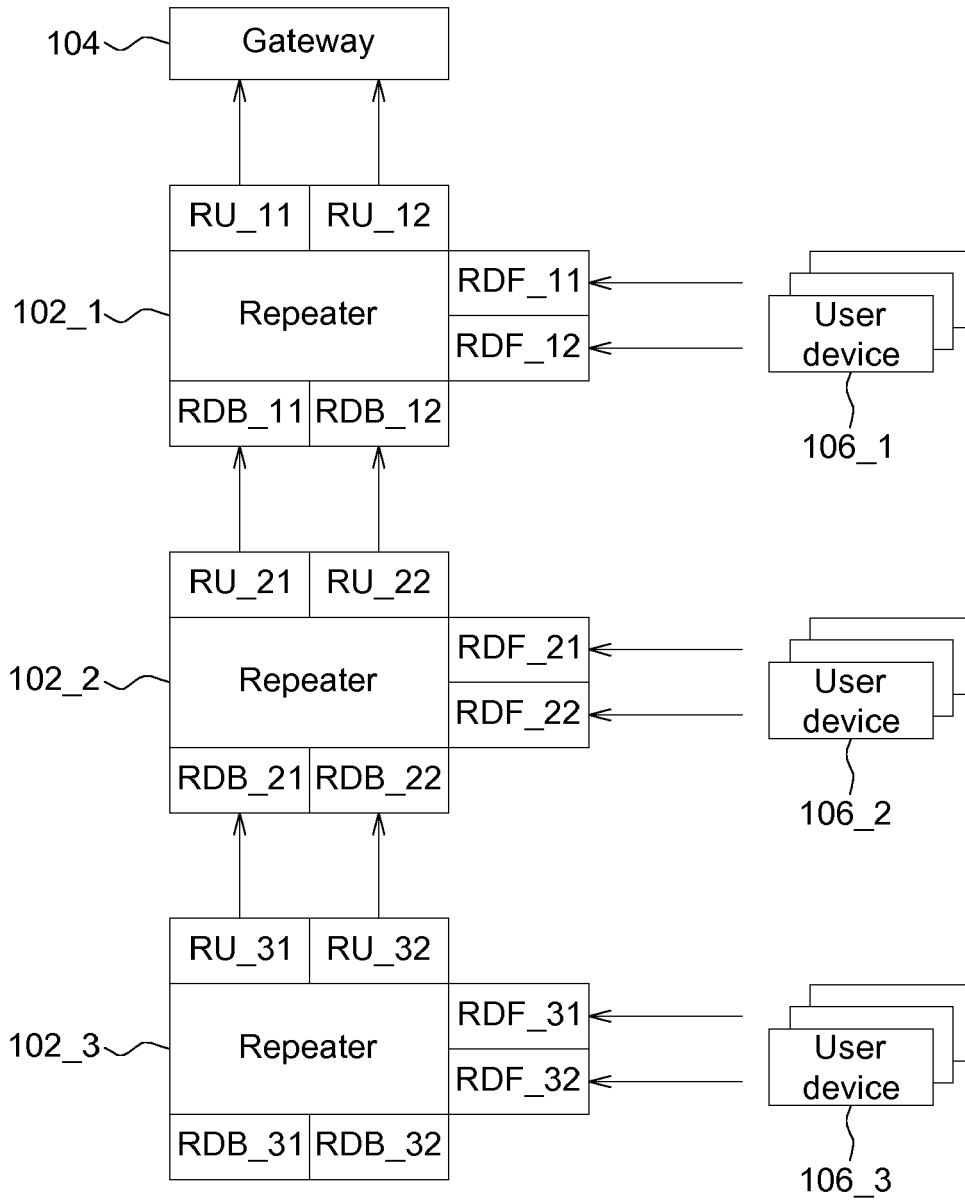 104
Gateway
RU_11
RU_12
102_1
Repeater
RDF_11
RDF_12
User
device
RDB_11
RDB_12
106_1
RU_21
RU_22
102_2
Repeater
RDF_21
RDF_22
User
device
RDB_21
RDB_22
106_2
RU_31
RU_32
102_3
Repeater
RDF_31
RDF_32
User
device
RDB_31
RDB_32
106_3